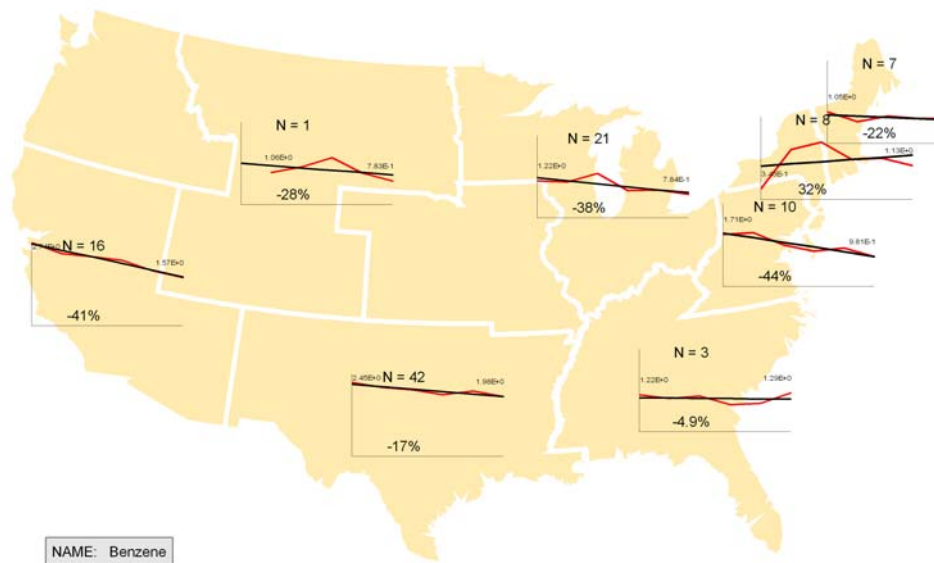 N = 7
1.05E+0
-22%
N = 8
1.13E+0
32%
N = 1
1.06E+0
7.83E-1
-28%
N = 21
1.22E+0
7.84E-1
-38%
N = 10
1.71E+0
9.81E-1
-44%
N = 16
1.57E+0
-41%
N = 3
1.22E+0
1.29E+0
-4.9%
N = 42
2.45E+0
1.98E+0
-17%
NAME: Benzene